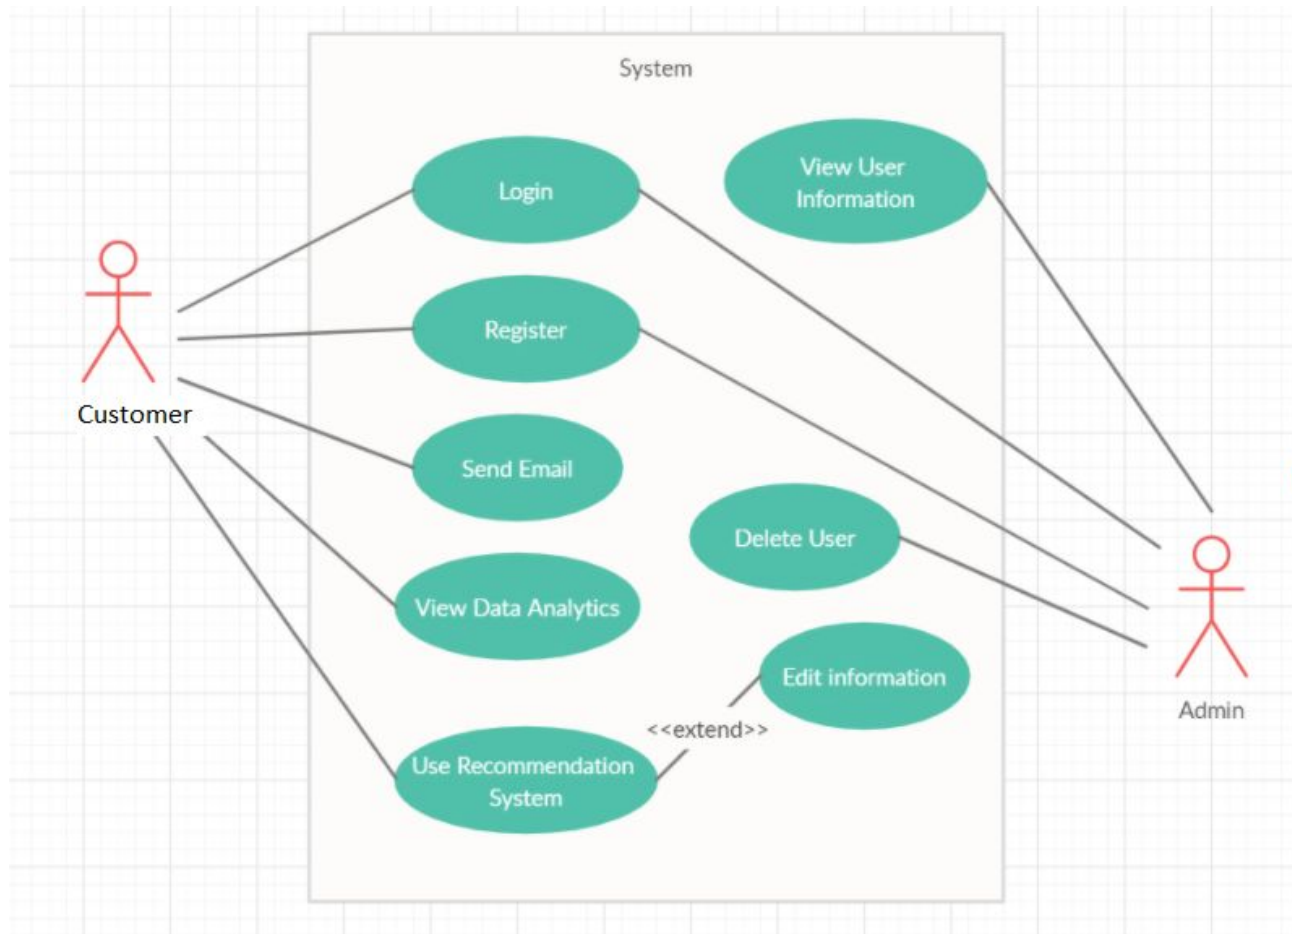 System
Login
View User
Information
Register
Customer
Send Email
Delete User
View Data Analytics
Edit information
Admin
<<extend>>
Use Recommendation
System